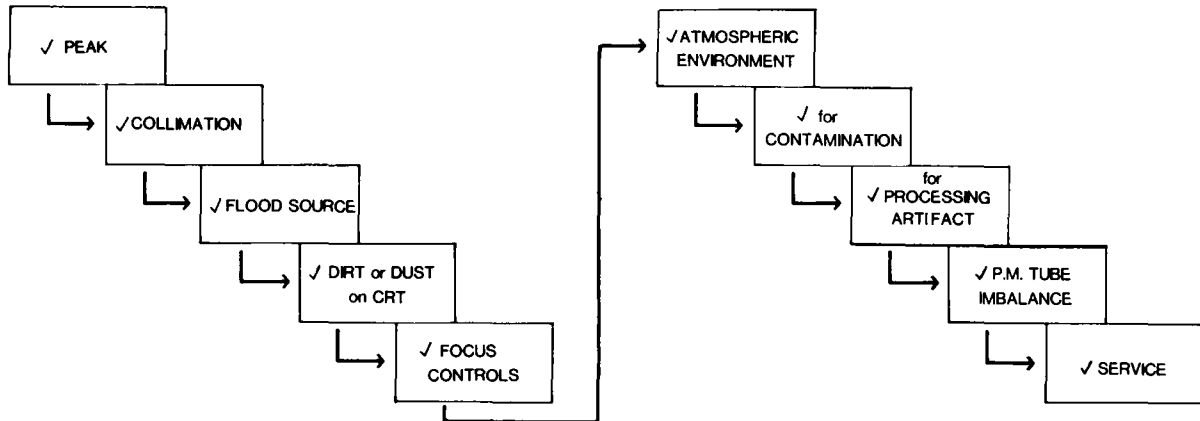 ✓ PEAK
✓ COLLIMATION
✓ FLOOD SOURCE
✓ DIRT or DUST
on CRT
✓ FOCUS
CONTROLS
✓ ATMOSPHERIC
ENVIRONMENT
✓ for
CONTAMINATION
for
✓ PROCESSING
ARTIFACT
✓ P.M. TUBE
IMBALANCE
✓ SERVICE